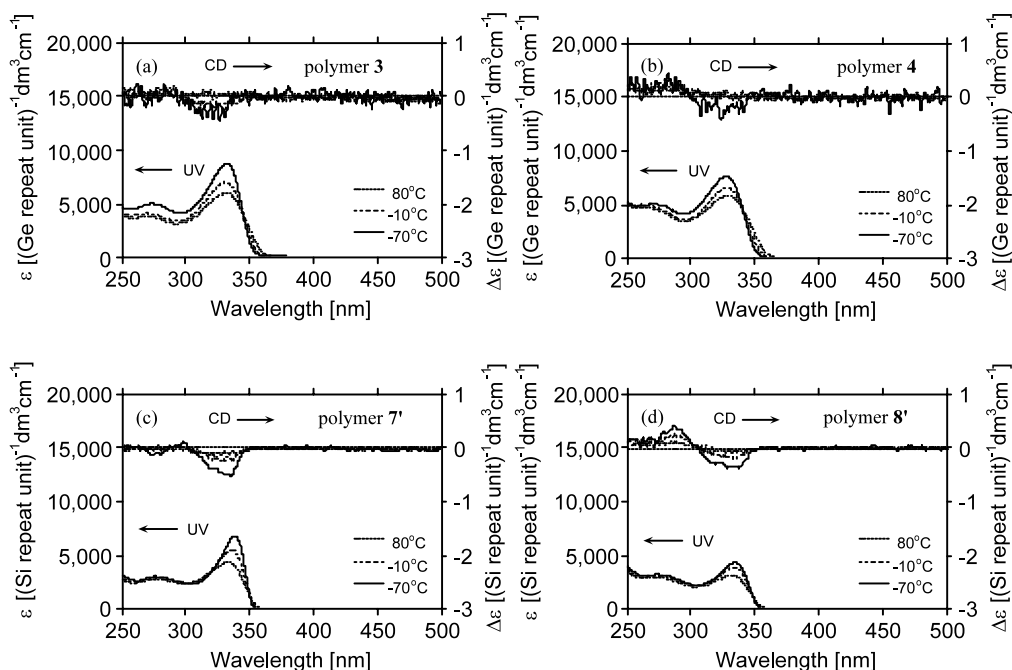 20,000
15,000
10,000
5,000
0
1
0
-1
-2
-3
250 300 350 400 450 500
(a)
CD
polymer 3
UV
80°C
-10°C
-70°C
Wavelength [nm]
ε [(Ge repeat unit)⁻¹dm³cm⁻¹]
Δε [(Ge repeat unit)⁻¹dm³cm⁻¹]
20,000
15,000
10,000
5,000
0
1
0
-1
-2
-3
250 300 350 400 450 500
(b)
CD
polymer 4
UV
80°C
-10°C
-70°C
Wavelength [nm]
ε [(Ge repeat unit)⁻¹dm³cm⁻¹]
Δε [(Ge repeat unit)⁻¹dm³cm⁻¹]
20,000
15,000
10,000
5,000
0
1
0
-1
-2
-3
250 300 350 400 450 500
(c)
CD
polymer 7'
UV
80°C
-10°C
-70°C
Wavelength [nm]
ε [(Si repeat unit)⁻¹dm³cm⁻¹]
Δε [(Si repeat unit)⁻¹dm³cm⁻¹]
20,000
15,000
10,000
5,000
0
1
0
-1
-2
-3
250 300 350 400 450 500
(d)
CD
polymer 8'
UV
80°C
-10°C
-70°C
Wavelength [nm]
ε [(Si repeat unit)⁻¹dm³cm⁻¹]
Δε [(Si repeat unit)⁻¹dm³cm⁻¹]